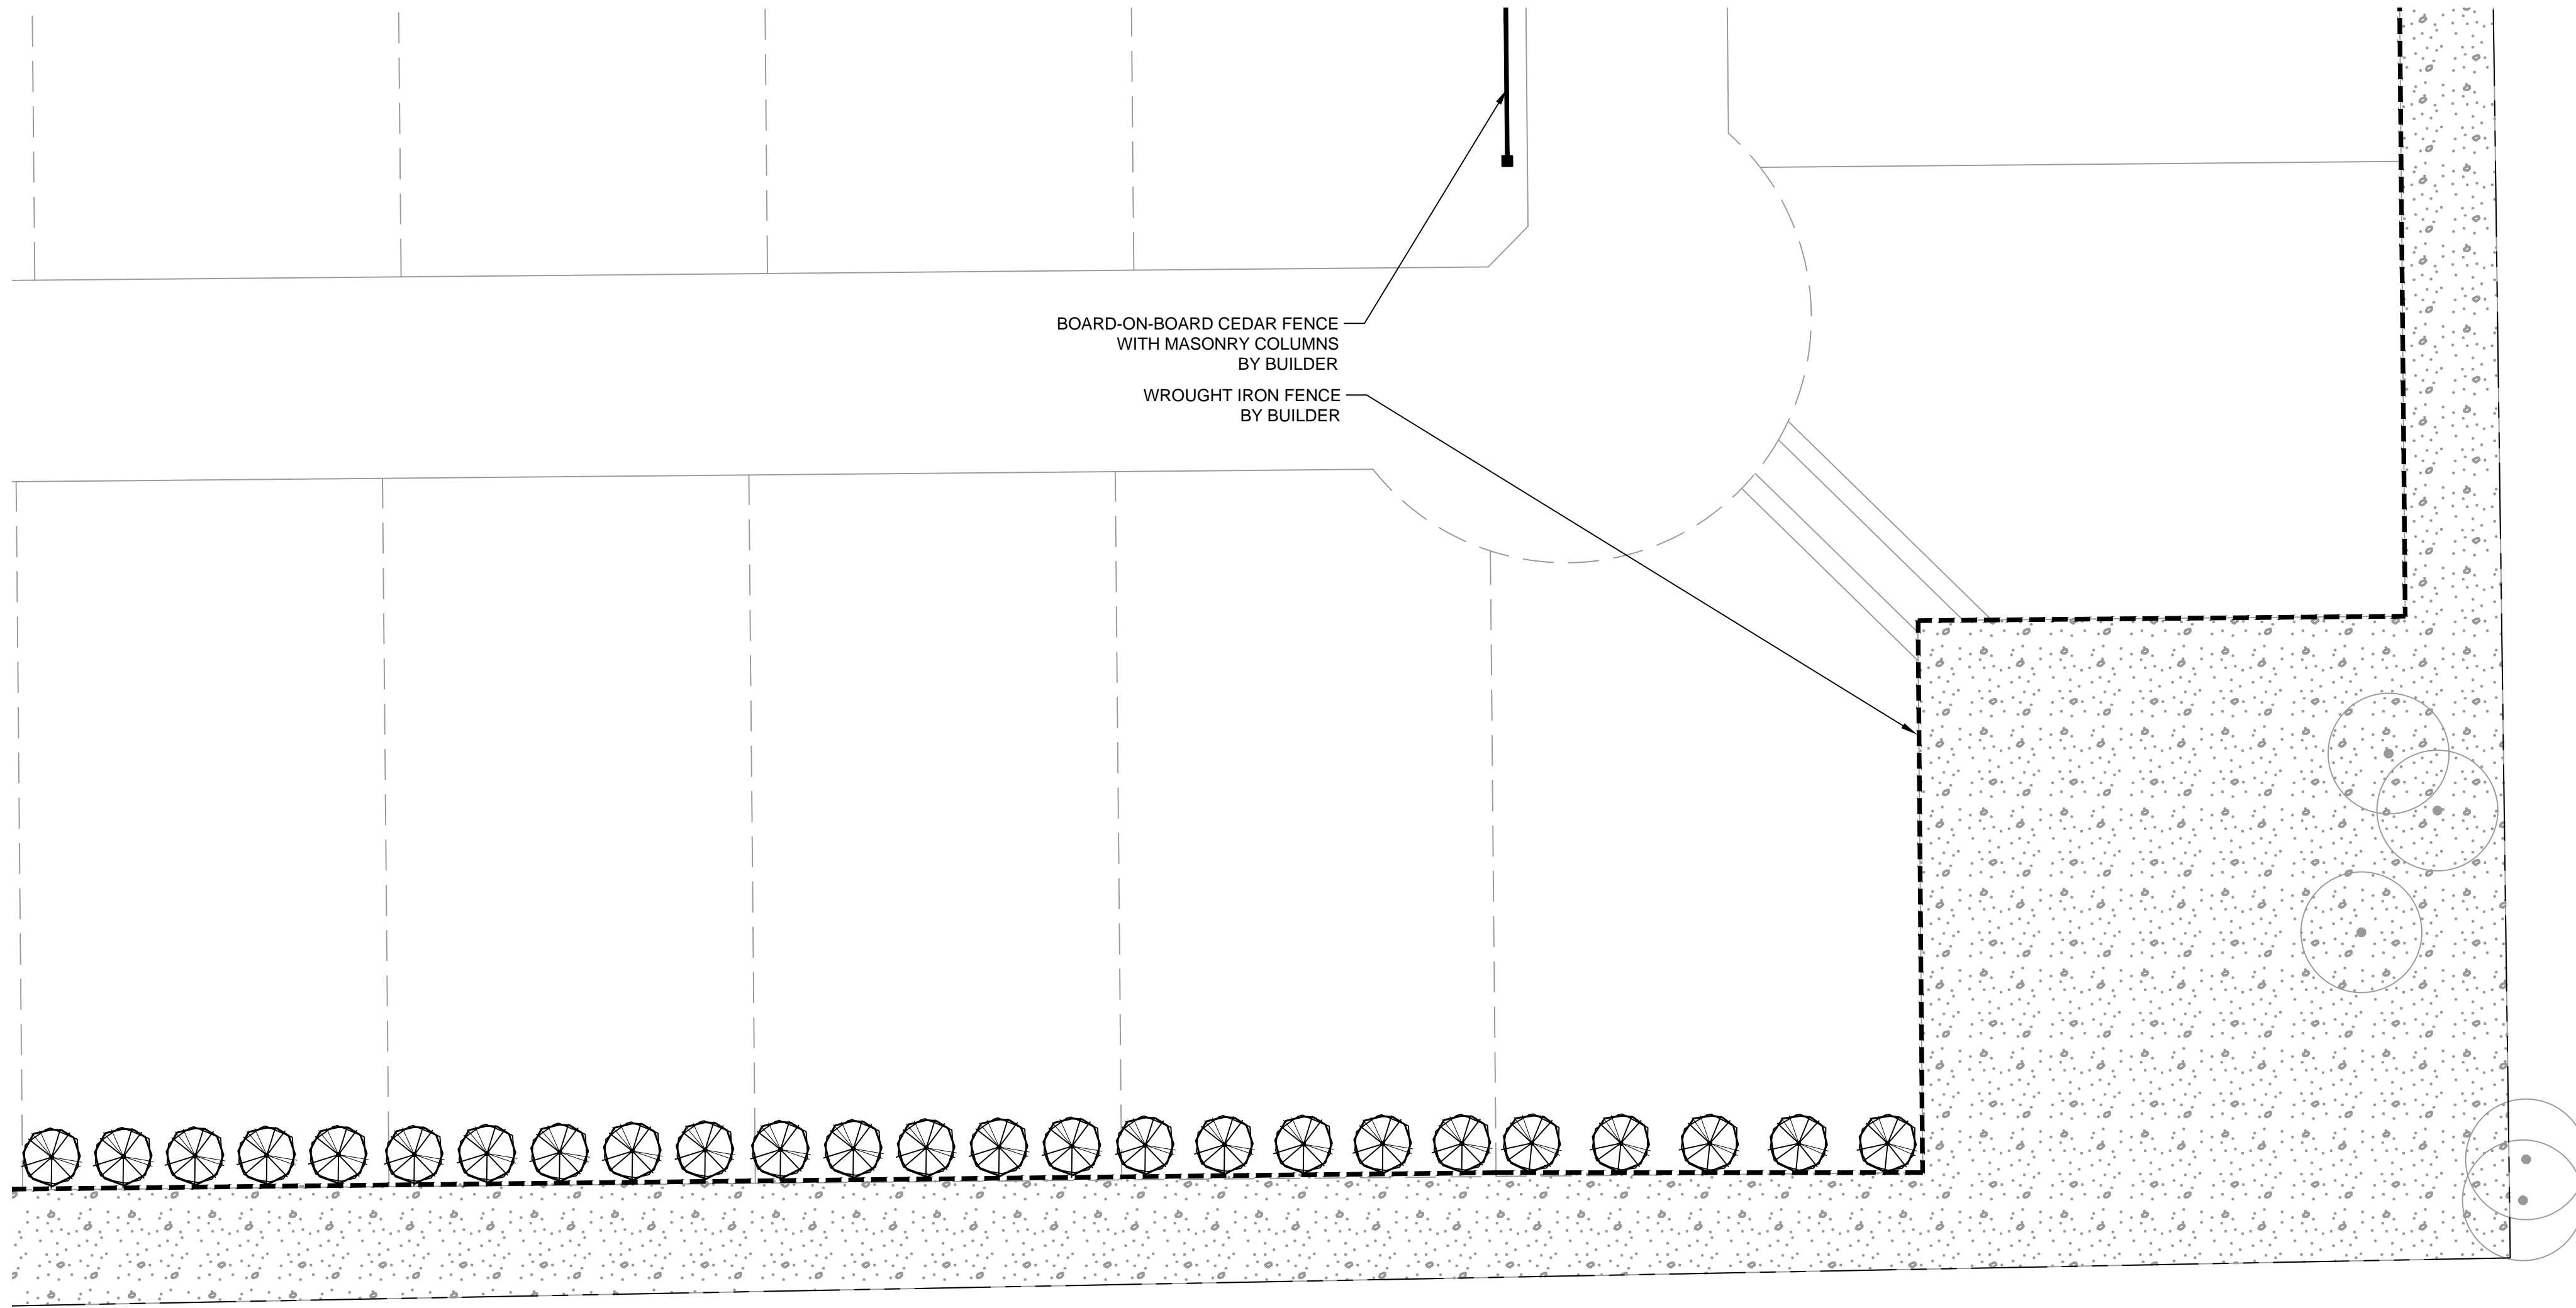 BOARD-ON-BOARD CEDAR FENCE
WITH MASONRY COLUMNS
BY BUILDER
WROUGHT IRON FENCE
BY BUILDER